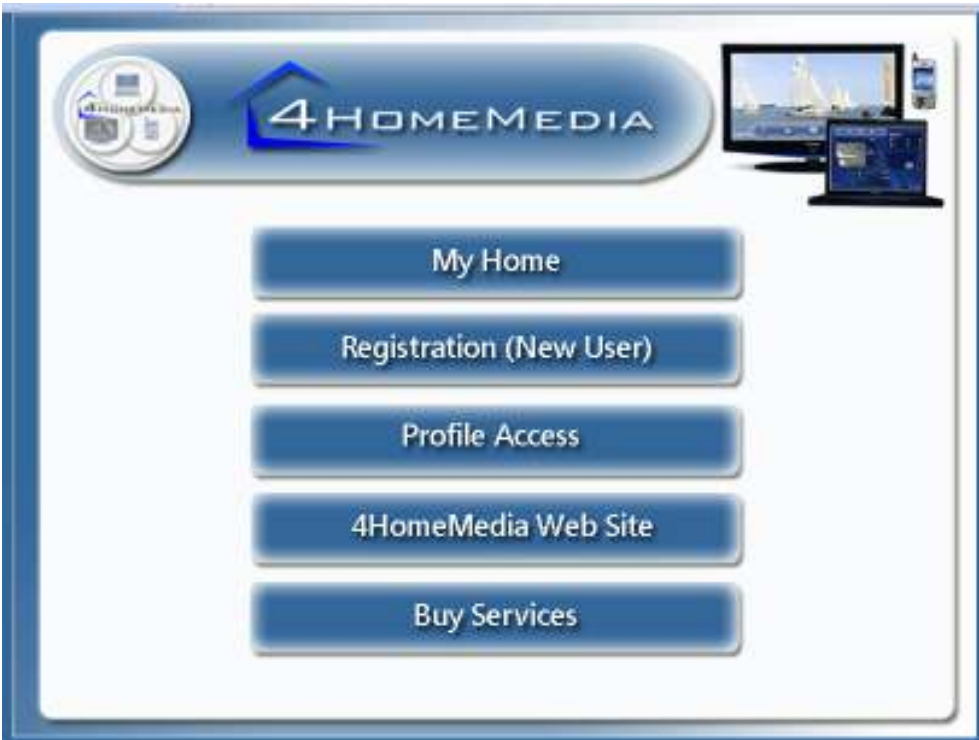 4HOMEMEDIA
My Home
Registration (New User)
Profile Access
4HomeMedia Web Site
Buy Services